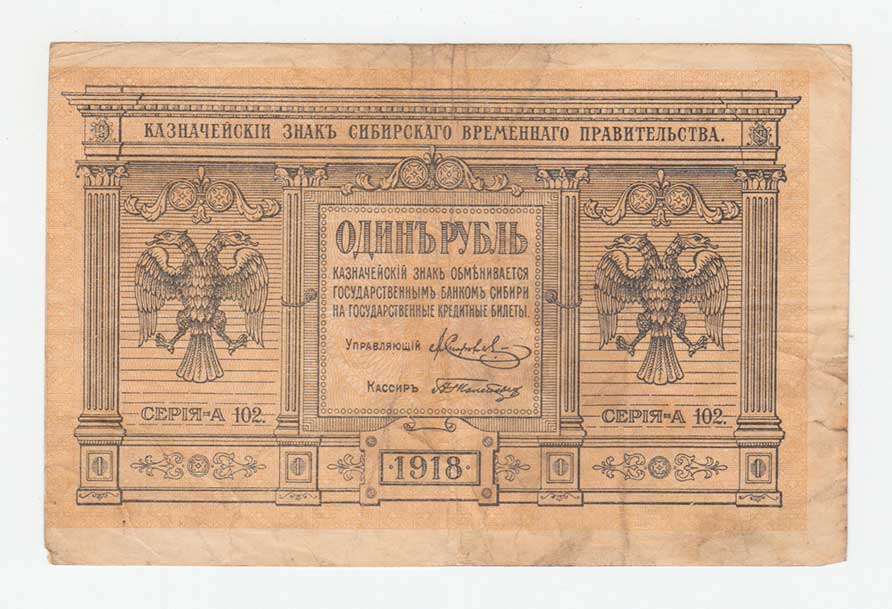 КАЗНАЧЕЙСКІЙ ЗНАКЪ СИБИРСКАГО ВРЕМЕННАГО ПРАВИТЕЛЬСТВА.
ОДИНЪ РУБЛЬ
КАЗНАЧЕЙСКІЙ ЗНАКЪ ОБМѢНИВАЕТСЯ
ГОСУДАРСТВЕННЫМЪ БАНКОМЪ СИБИРИ
НА ГОСУДАРСТВЕННЫЕ КРЕДИТНЫЕ БИЛЕТЫ.
УПРАВЛЯЮЩІЙ
КАССИРЪ
СЕРІЯ=А 102.
СЕРІЯ=А 102.
·1918·